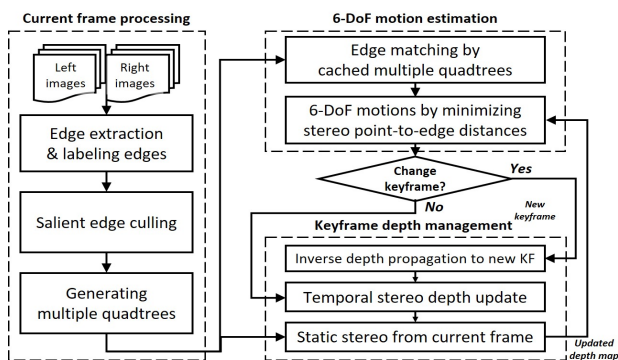 Current frame processing
Left
images
Right
images
Edge extraction
& labeling edges
Salient edge culling
Generating
multiple quadtrees
6-DoF motion estimation
Edge matching by
cached multiple quadtrees
6-DoF motions by minimizing
stereo point-to-edge distances
Change
keyframe?
Yes
No
New
keyframe
Keyframe depth management
Inverse depth propagation to new KF
Temporal stereo depth update
Static stereo from current frame
Updated
depth map